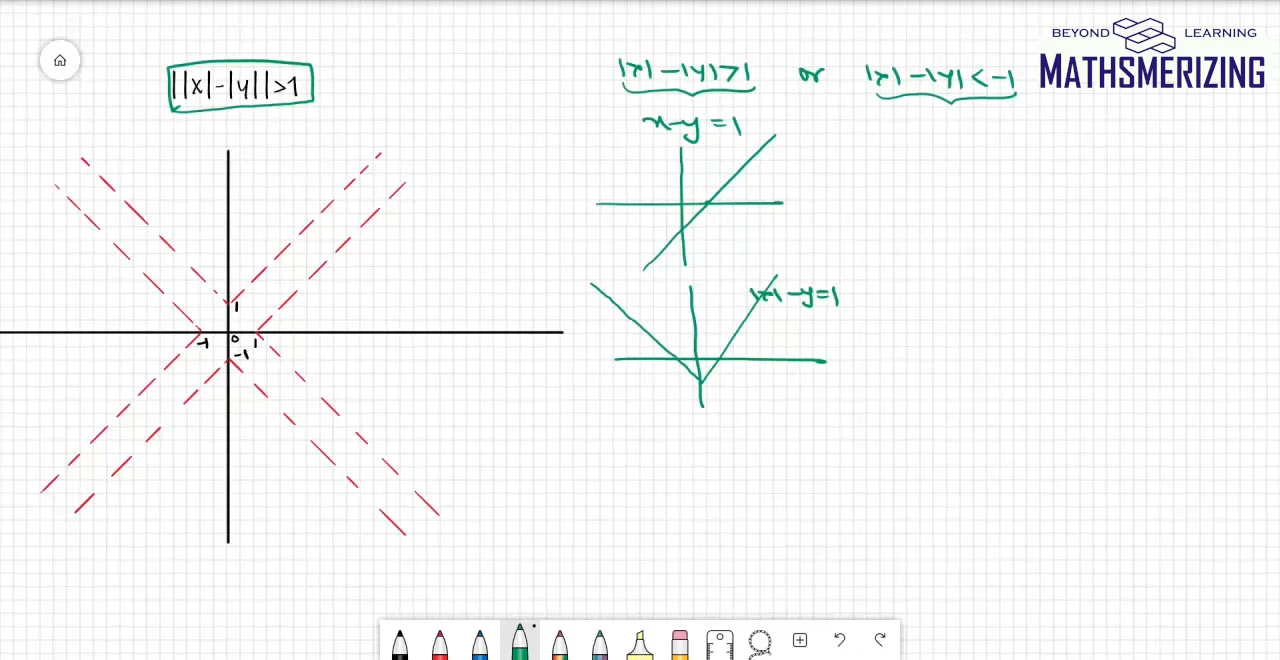 BEYOND LEARNING
MATHSMERIZING
||x|-|y||>1
|x|-|y|>1 or |x|-|y|<-1
x-y=1
|x|-y=1
1
-1 0 1
-1